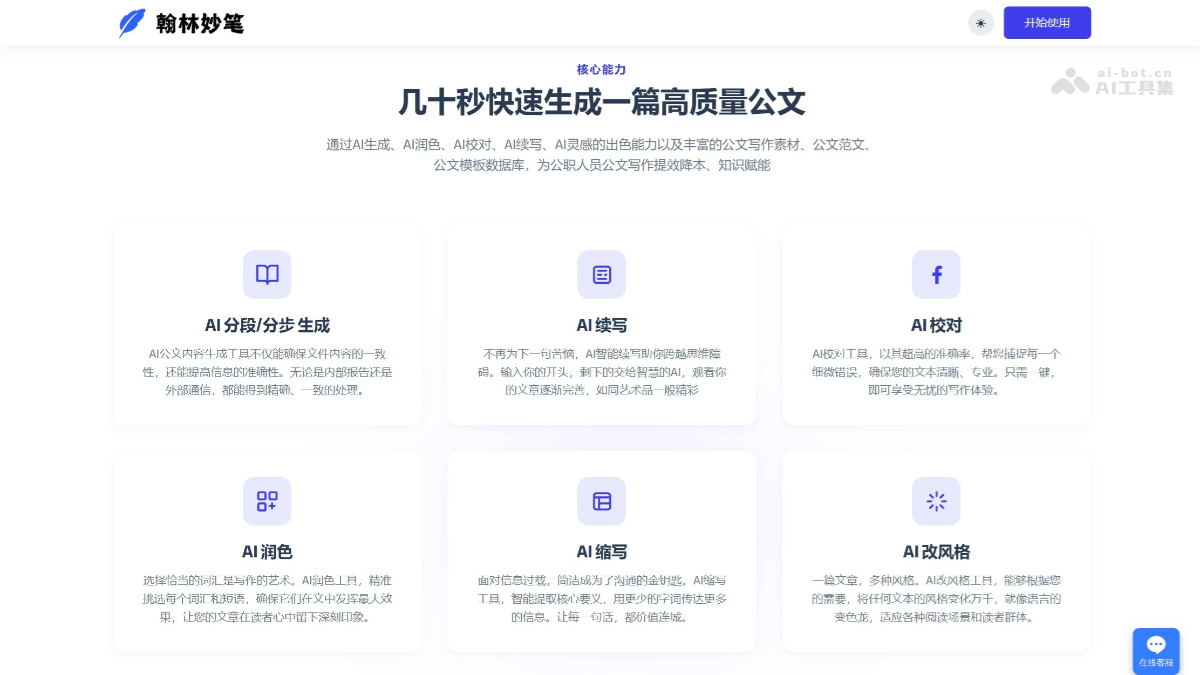 翰林妙笔
开始使用
ai-bot.cn
AI工具集
核心能力
几十秒快速生成一篇高质量公文
通过AI生成、AI润色、AI校对、AI续写、AI灵感的出色能力以及丰富的公文写作素材、公文范文、
公文模板数据库，为公职人员公文写作提效降本、知识赋能
AI 分段/分步 生成
AI公文内容生成工具不仅能确保文件内容的一致
性，还能提高信息的准确性。无论是内部报告还是
外部通信，都能得到精确、一致的处理。
AI 续写
不再为下一句苦恼，AI智能续写助你跨越思维障
碍。输入你的开头，剩下的交给智慧的AI，观看你
的文章逐渐完善，如同艺术品一般精彩
AI 校对
AI校对工具，以其超高的准确率，帮您捕捉每一个
细微错误，确保您的文本清晰、专业。只需一键，
即可享受无忧的写作体验。
AI 润色
选择恰当的词汇是写作的艺术。AI润色工具，精准
挑选每个词汇和短语，确保它们在文中发挥最大效
果，让您的文章在读者心中留下深刻印象。
AI 缩写
面对信息过载，简洁成为了沟通的金钥匙。AI缩写
工具，智能提取核心要义，用更少的字词传达更多
的信息。让每一句话，都价值连城。
AI 改风格
一篇文章，多种风格。AI改风格工具，能够根据您
的需要，将任何文本的风格变化万千，就像语言的
变色龙，适应各种阅读场景和读者群体。
在线客服